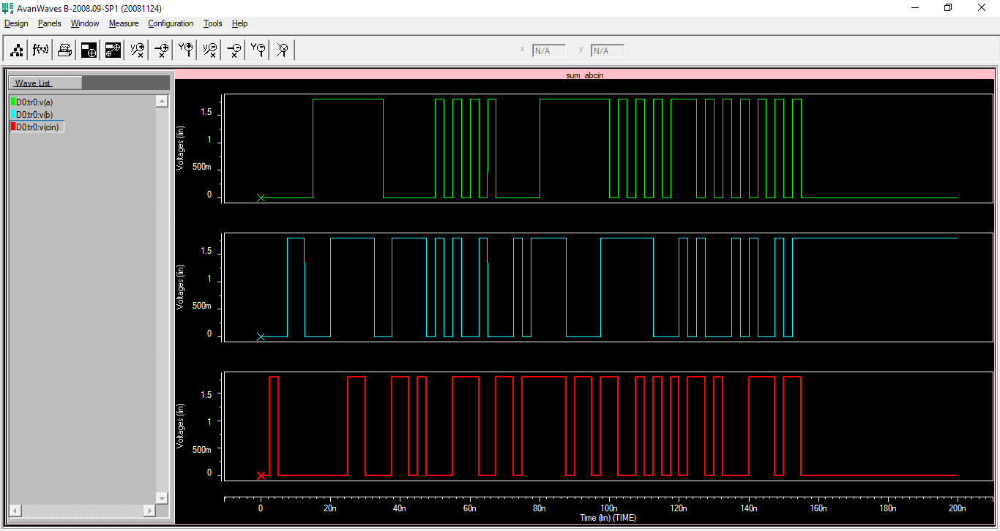 AvanWaves B-2008.09-SP1 (20081124)
Design Panels Window Measure Configuration Tools Help
f(x) x N/A y N/A
Wave List
D0:tr0:v(a)
D0:tr0:v(b)
D0:tr0:v(cin)
sum_abcin
Voltages (lin)
1.5
1
500m
0
Voltages (lin)
1.5
1
500m
0
Voltages (lin)
1.5
1
500m
0
0 20n 40n 60n 80n 100n 120n 140n 160n 180n 200n
Time (lin) (TIME)